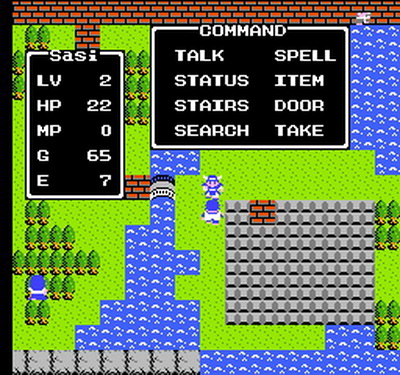 COMMAND
TALK SPELL
STATUS ITEM
STAIRS DOOR
SEARCH TAKE
Sasi
LV 2
HP 22
MP 0
G 65
E 7